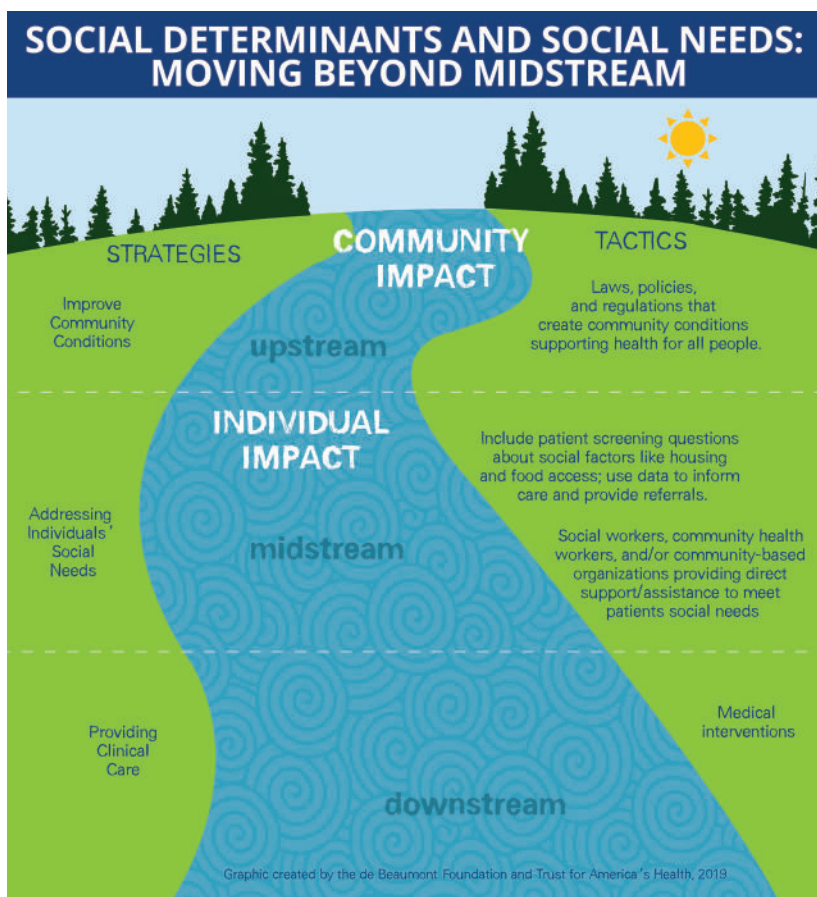 SOCIAL DETERMINANTS AND SOCIAL NEEDS:
MOVING BEYOND MIDSTREAM
STRATEGIES
COMMUNITY
IMPACT
TACTICS
Improve
Community
Conditions
upstream
Laws, policies,
and regulations that
create community conditions
supporting health for all people.
INDIVIDUAL
IMPACT
Addressing
Individuals'
Social
Needs
midstream
Include patient screening questions
about social factors like housing
and food access; use data to inform
care and provide referrals.
Social workers, community health
workers, and/or community-based
organizations providing direct
support/assistance to meet
patients social needs
Providing
Clinical
Care
downstream
Medical
interventions
Graphic created by the de Beaumont Foundation and Trust for America's Health, 2019